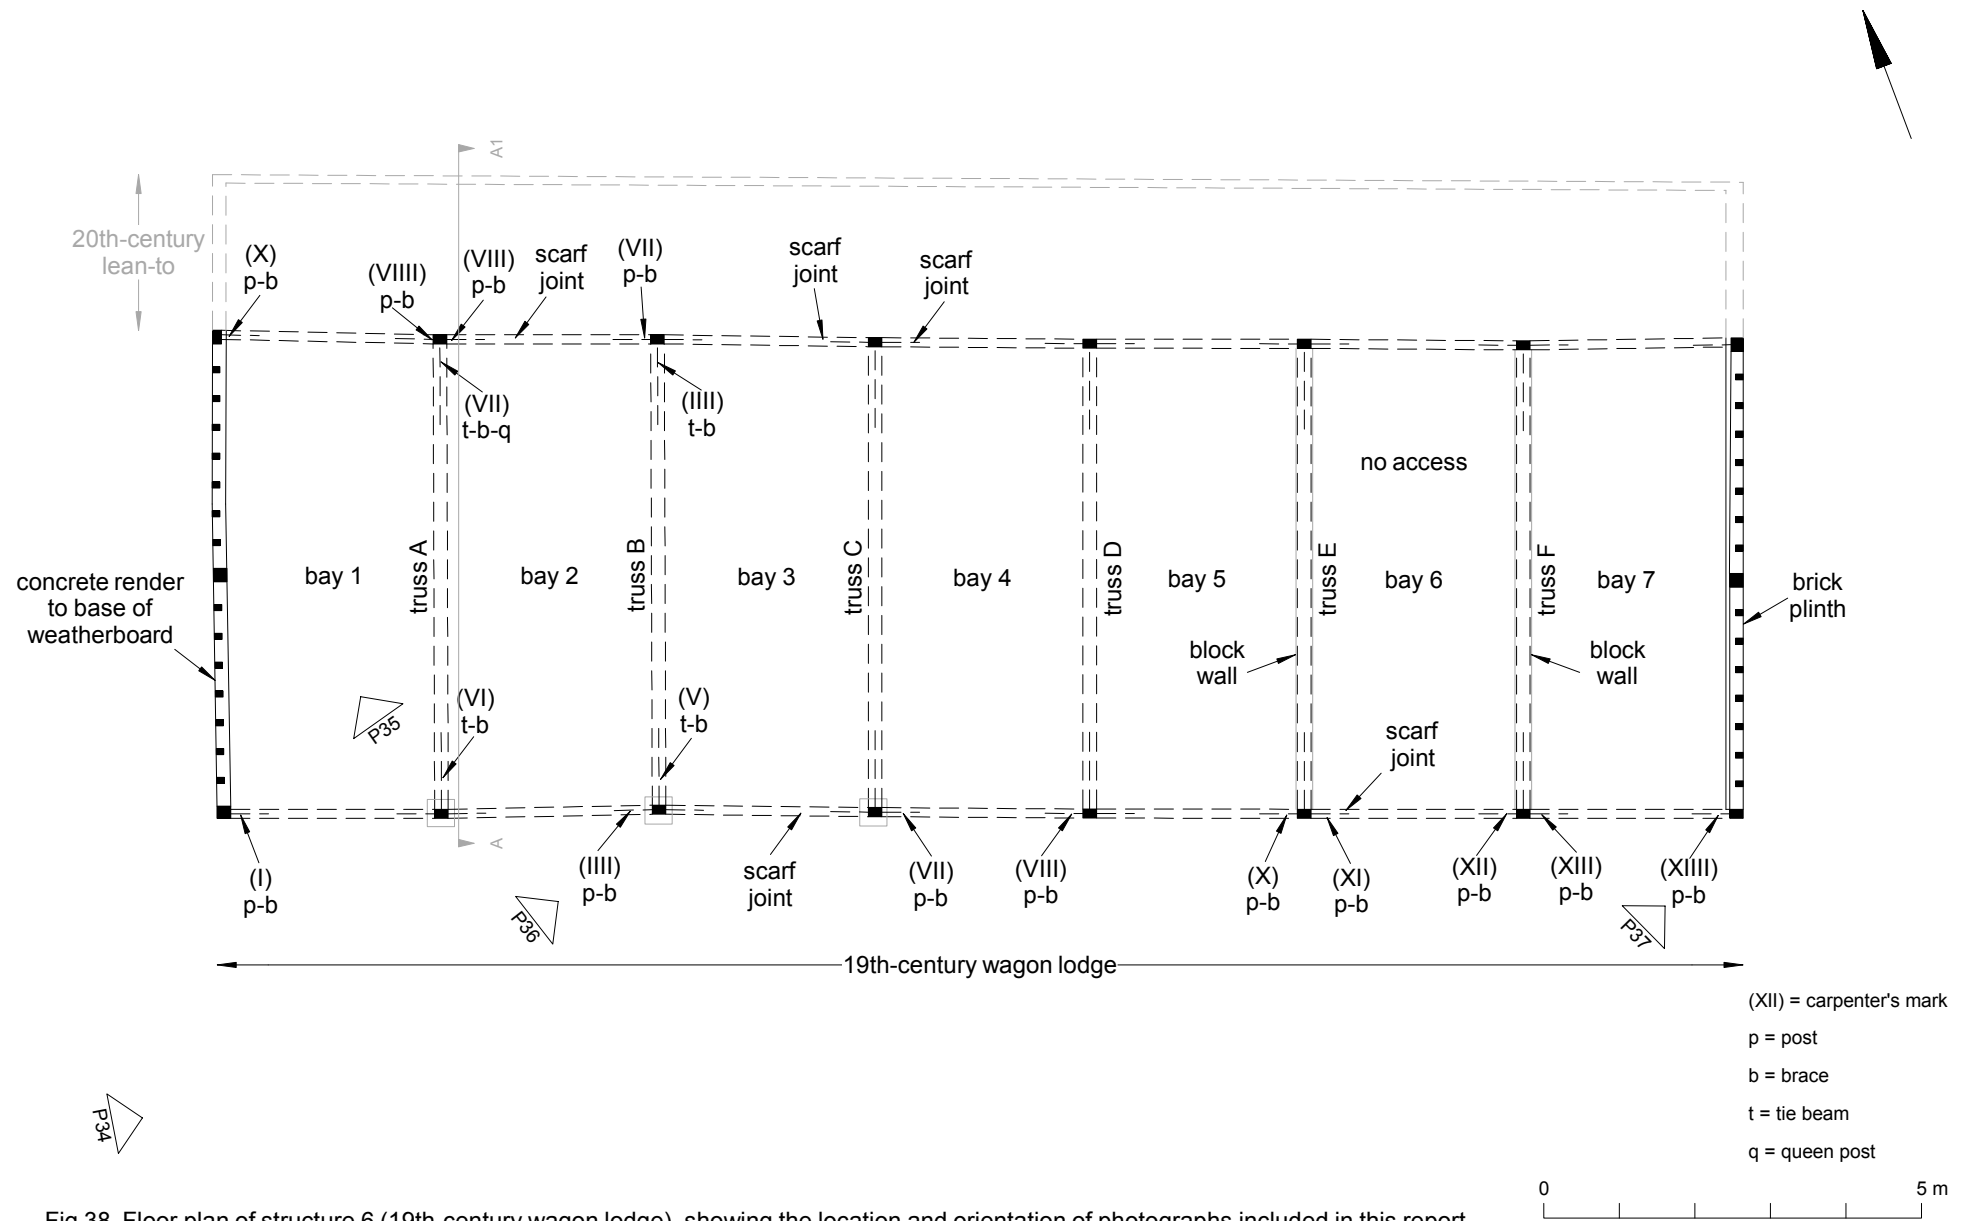 A1
20th-century
lean-to
(X)
p-b
(VIIII)
p-b
(VIII)
p-b
scarf
joint
(VII)
p-b
scarf
joint
scarf
joint
(VII)
t-b-q
(IIII)
t-b
no access
concrete render
to base of
weatherboard
bay 1
truss A
bay 2
truss B
bay 3
truss C
bay 4
truss D
bay 5
truss E
bay 6
truss F
bay 7
brick
plinth
block
wall
block
wall
P35
(VI)
t-b
(V)
t-b
scarf
joint
A
(I)
p-b
(IIII)
p-b
scarf
joint
(VII)
p-b
(VIII)
p-b
(X)
p-b
(XI)
p-b
(XII)
p-b
(XIII)
p-b
(XIIII)
p-b
P36
P37
19th-century wagon lodge
P34
(XII) = carpenter's mark
p = post
b = brace
t = tie beam
q = queen post
0 5 m
Fig 38 Floor plan of structure 6 (19th-century wagon lodge), showing the location and orientation of photographs included in this report